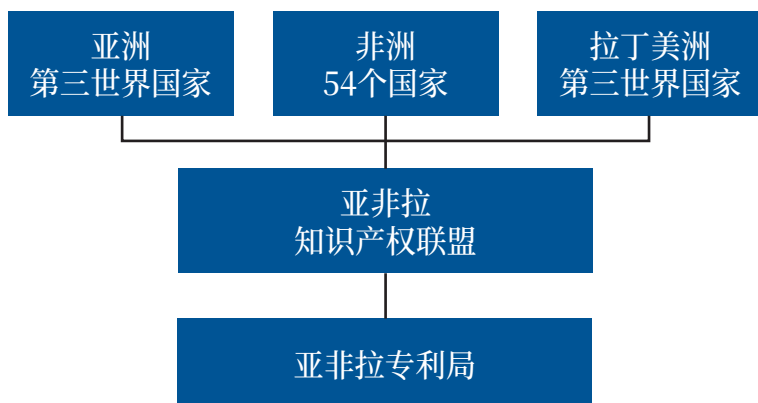 亚洲
第三世界国家
非洲
54个国家
拉丁美洲
第三世界国家
亚非拉
知识产权联盟
亚非拉专利局